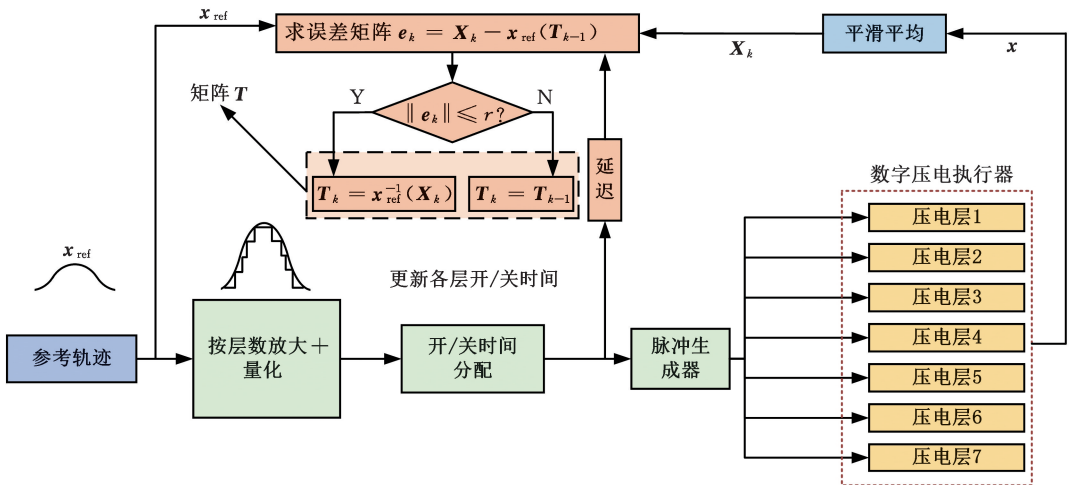 x ref
求误差矩阵 e k = X k − x ref (T k−1)
X k
平滑平均
x
矩阵 T
Y
‖ e k ‖ ≤ r?
N
T k = x ref −1 (X k)
T k = T k−1
延
迟
数字压电执行器
压电层1
压电层2
压电层3
压电层4
压电层5
压电层6
压电层7
x ref
更新各层开/关时间
参考轨迹
按层数放大＋
量化
开/关时间
分配
脉冲生
成器